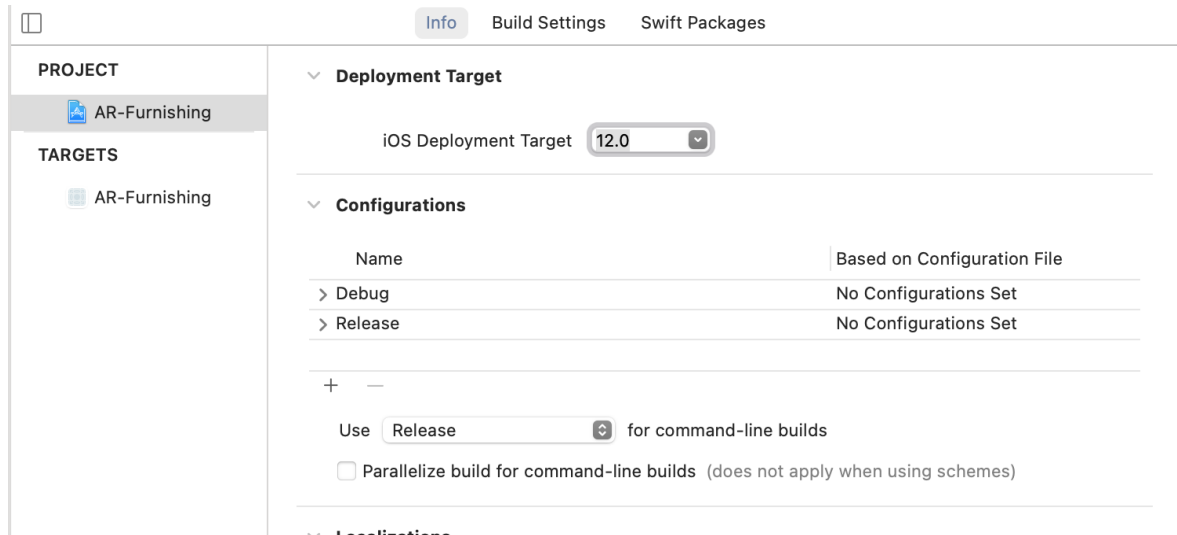 Info Build Settings Swift Packages
PROJECT
AR-Furnishing
TARGETS
AR-Furnishing
Deployment Target
iOS Deployment Target 12.0
Configurations
Name Based on Configuration File
Debug No Configurations Set
Release No Configurations Set
Use Release for command-line builds
Parallelize build for command-line builds (does not apply when using schemes)
Localizations